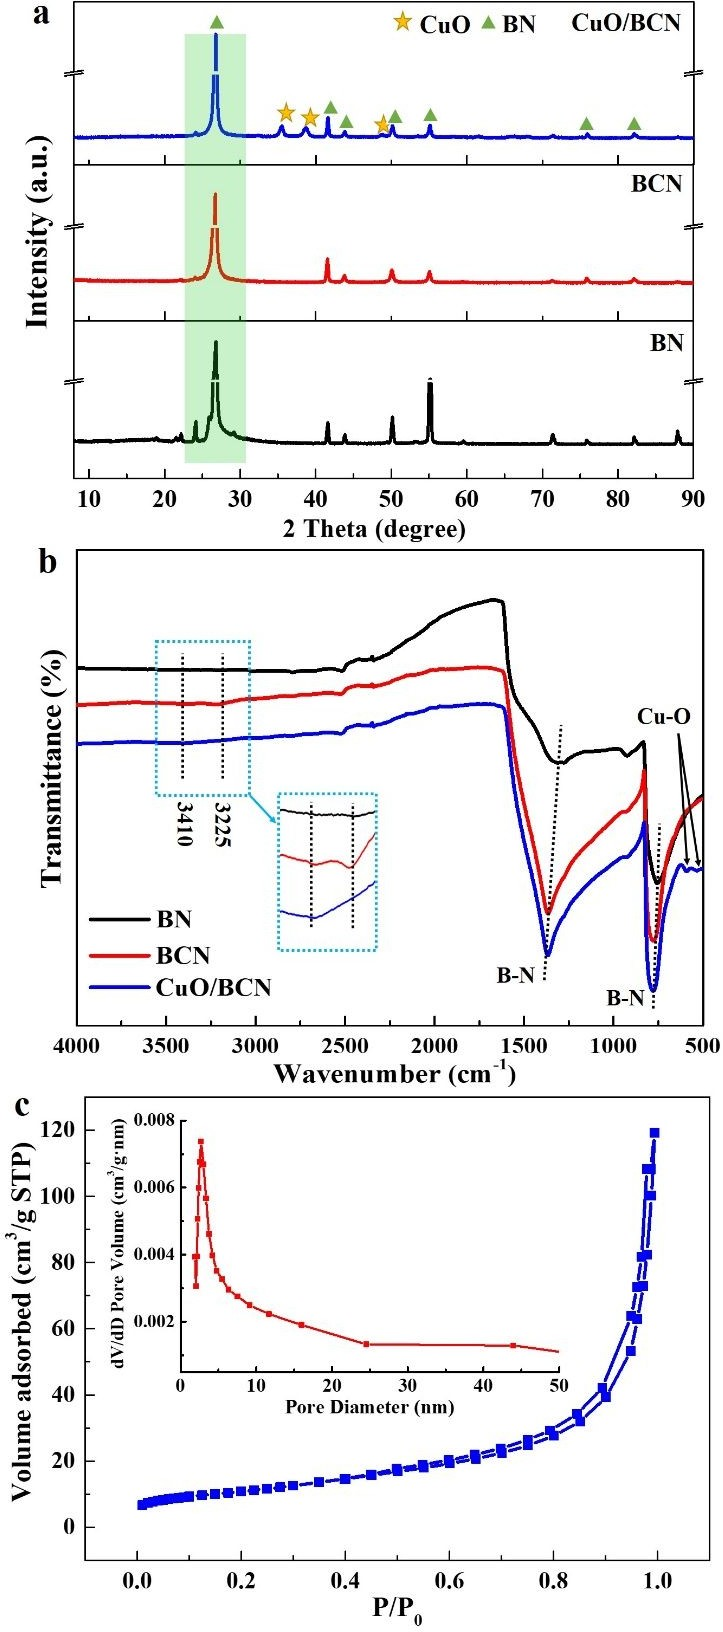 a
CuO BN CuO/BCN
BCN
BN
Intensity (a.u.)
10 20 30 40 50 60 70 80 90
2 Theta (degree)
b
Cu-O
3410 3225
B-N
B-N
BN
BCN
CuO/BCN
Transmittance (%)
4000 3500 3000 2500 2000 1500 1000 500
Wavenumber (cm⁻¹)
c
120
100
80
60
40
20
0
Volume adsorbed (cm³/g STP)
0.008
0.006
0.004
0.002
dV/dD Pore Volume (cm³/g·nm)
0 10 20 30 40 50
Pore Diameter (nm)
0.0 0.2 0.4 0.6 0.8 1.0
P/P₀